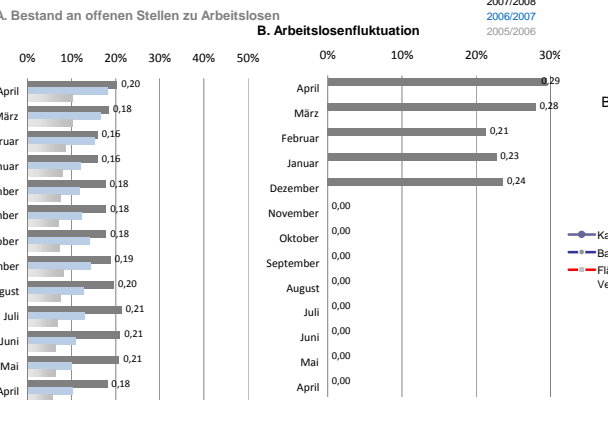 2007/2008
A. Bestand an offenen Stellen zu Arbeitslosen
2006/2007
B. Arbeitslosenfluktuation
2005/2006
0% 10% 20% 30% 40% 50%
April 0,20
März 0,18
0,16
0,16
0,18
0,18
0,18
0,19
0,20
Juli 0,21
Juni 0,21
Mai 0,21
April 0,18
0% 10% 20% 30%
April 0,29
März 0,28
Februar 0,21
Januar 0,23
Dezember 0,24
November 0,00
Oktober 0,00
September 0,00
August 0,00
Juli 0,00
Juni 0,00
Mai 0,00
April 0,00